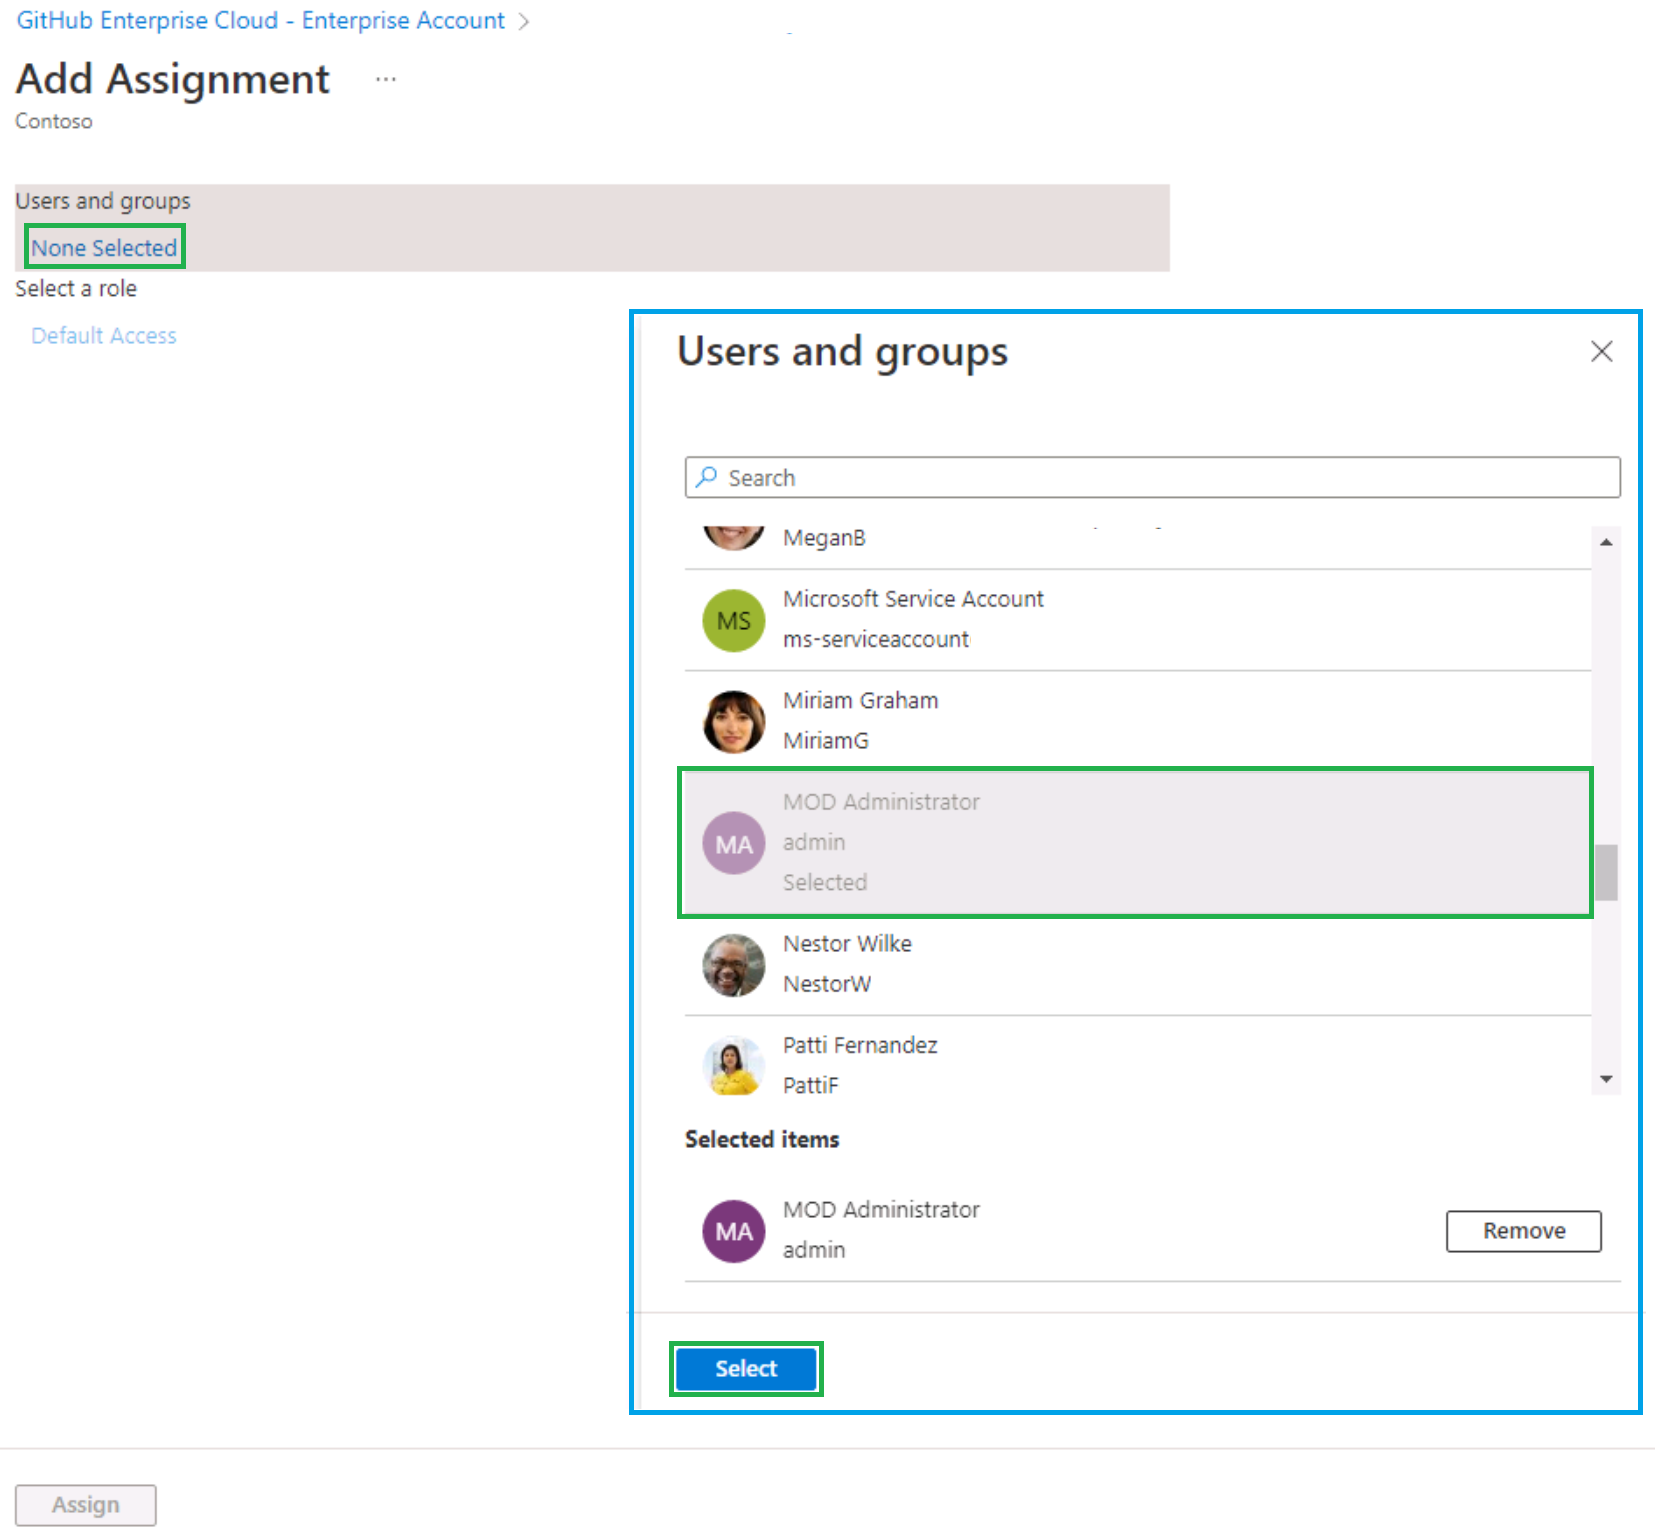 GitHub Enterprise Cloud - Enterprise Account
Add Assignment ...
Contoso
Users and groups
None Selected
Select a role
Default Access
Users and groups
Search
MeganB
MS
Microsoft Service Account
ms-serviceaccount
Miriam Graham
MiriamG
MA
MOD Administrator
admin
Selected
Nestor Wilke
NestorW
Patti Fernandez
PattiF
Selected items
MA
MOD Administrator
admin
Remove
Select
Assign